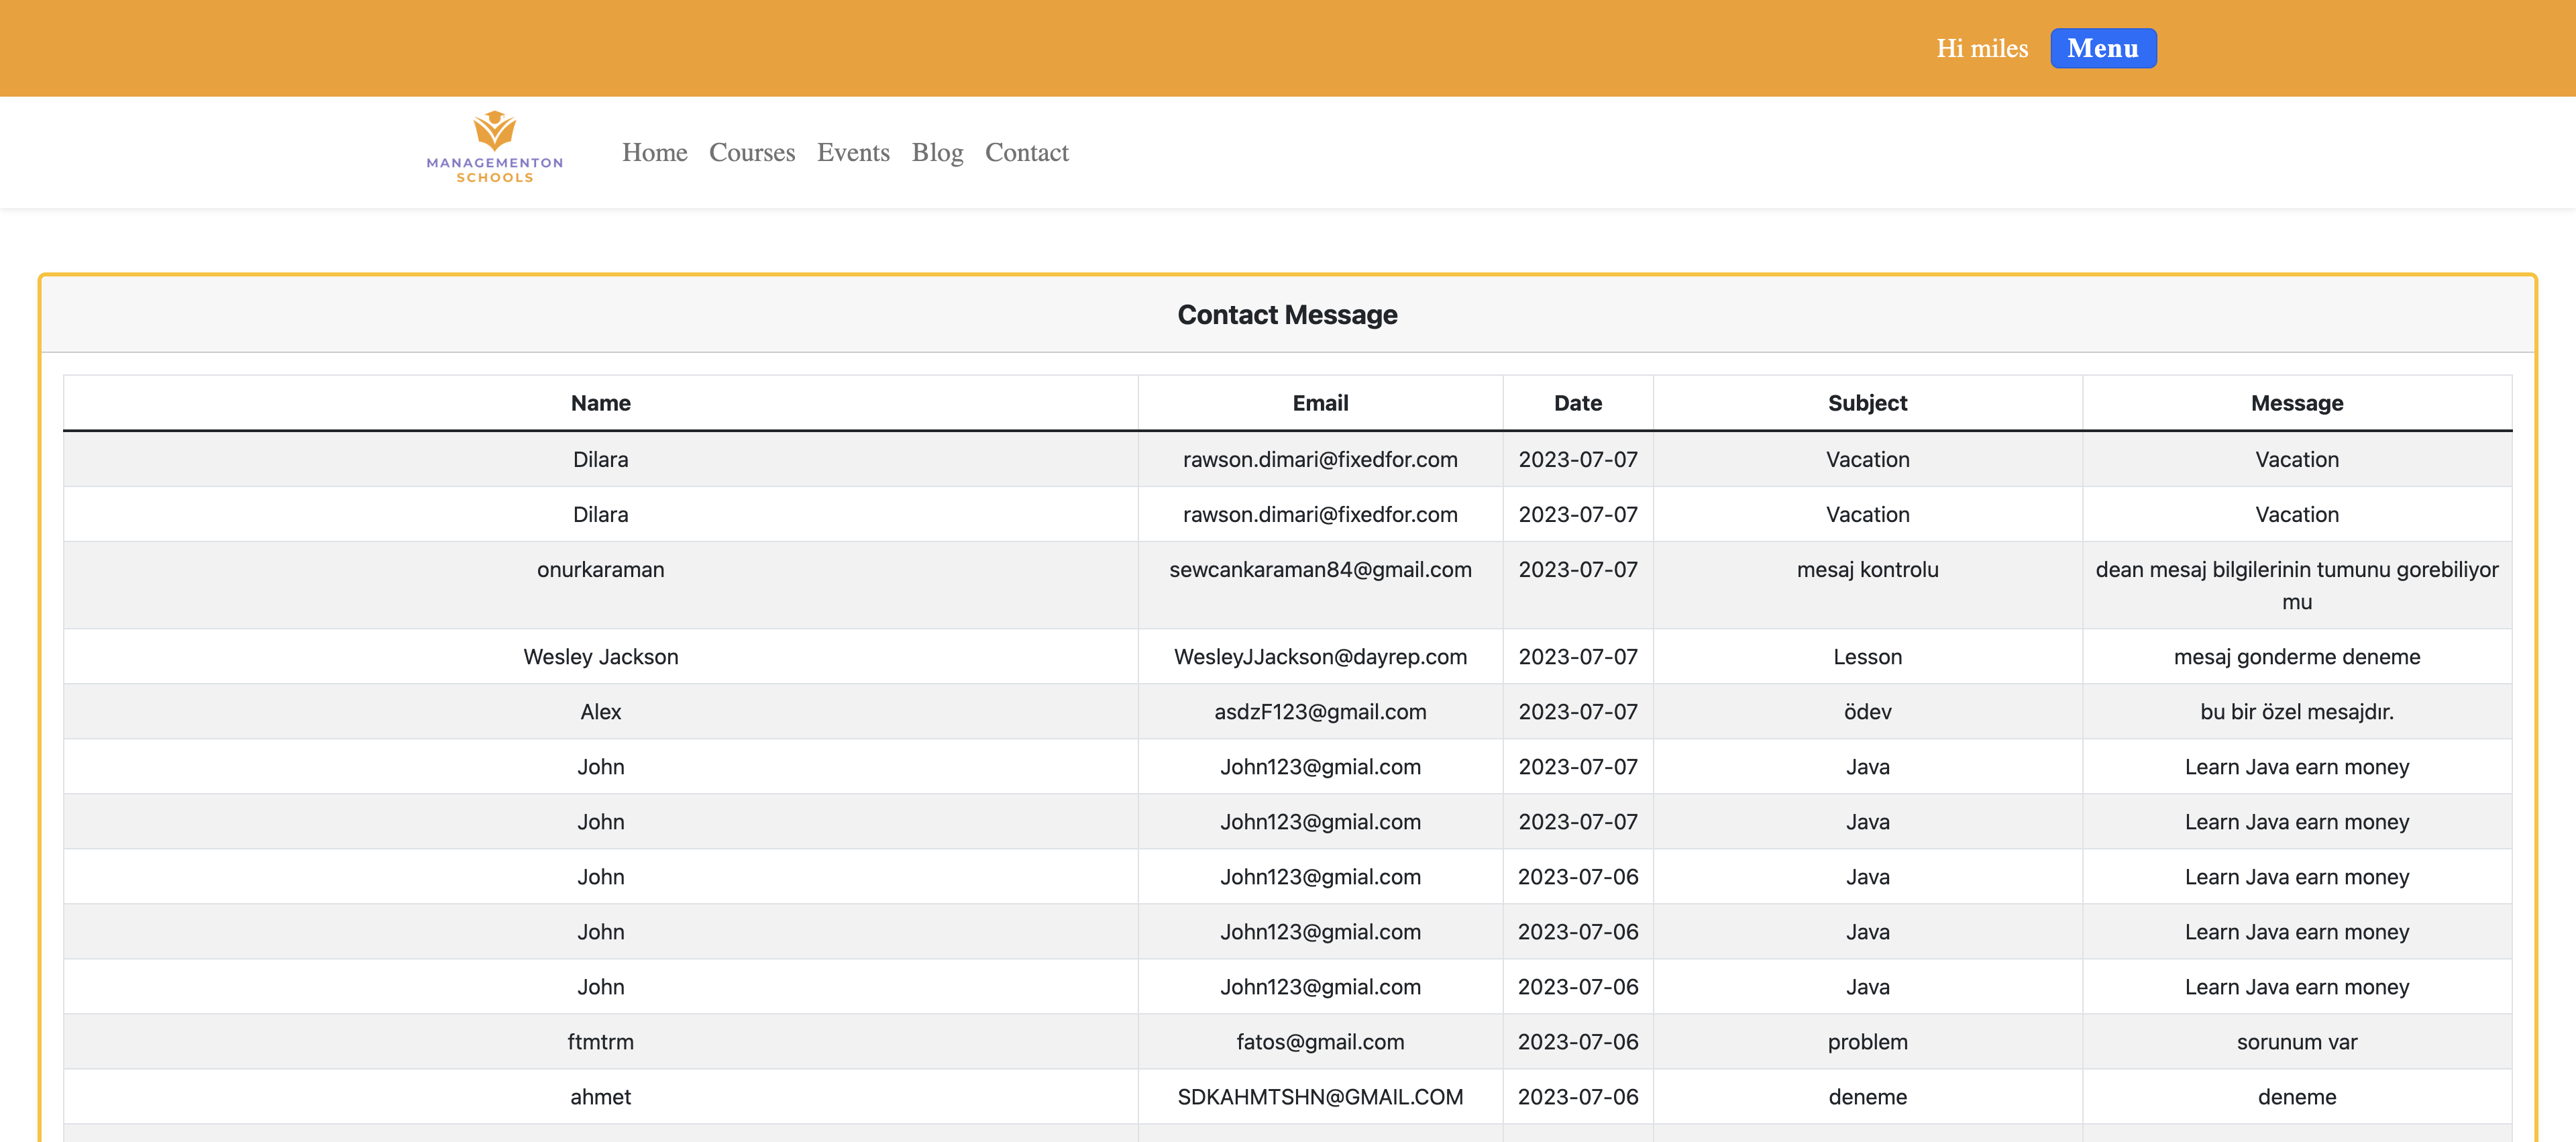 Hi miles Menu
MANAGEMENTON
SCHOOLS
Home Courses Events Blog Contact
Contact Message
Name Email Date Subject Message
Dilara rawson.dimari@fixedfor.com 2023-07-07 Vacation Vacation
Dilara rawson.dimari@fixedfor.com 2023-07-07 Vacation Vacation
onurkaraman sewcankaraman84@gmail.com 2023-07-07 mesaj kontrolu dean mesaj bilgilerinin tumunu gorebiliyor
mu
Wesley Jackson WesleyJJackson@dayrep.com 2023-07-07 Lesson mesaj gonderme deneme
Alex asdzF123@gmail.com 2023-07-07 ödev bu bir özel mesajdır.
John John123@gmial.com 2023-07-07 Java Learn Java earn money
John John123@gmial.com 2023-07-07 Java Learn Java earn money
John John123@gmial.com 2023-07-06 Java Learn Java earn money
John John123@gmial.com 2023-07-06 Java Learn Java earn money
John John123@gmial.com 2023-07-06 Java Learn Java earn money
ftmtrm fatos@gmail.com 2023-07-06 problem sorunum var
ahmet SDKAHMTSHN@GMAIL.COM 2023-07-06 deneme deneme